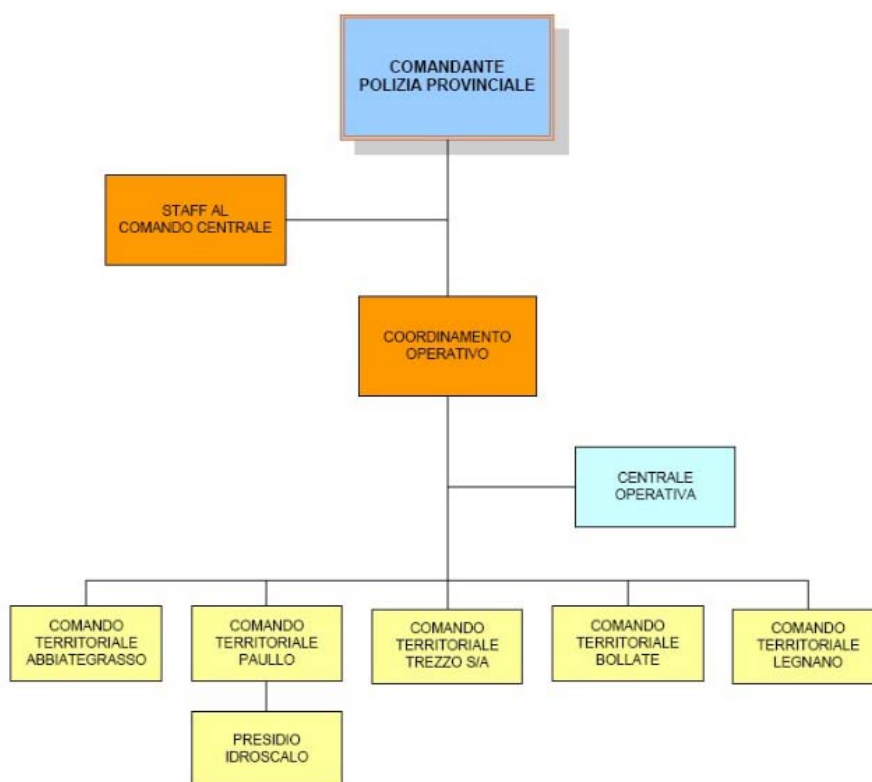 COMANDANTE
POLIZIA PROVINCIALE
STAFF AL
COMANDO CENTRALE
COORDINAMENTO
OPERATIVO
CENTRALE
OPERATIVA
COMANDO
TERRITORIALE
ABBIATEGRASSO
COMANDO
TERRITORIALE
PAULLO
COMANDO
TERRITORIALE
TREZZO S/A
COMANDO
TERRITORIALE
BOLLATE
COMANDO
TERRITORIALE
LEGNANO
PRESIDIO
IDROSCALO